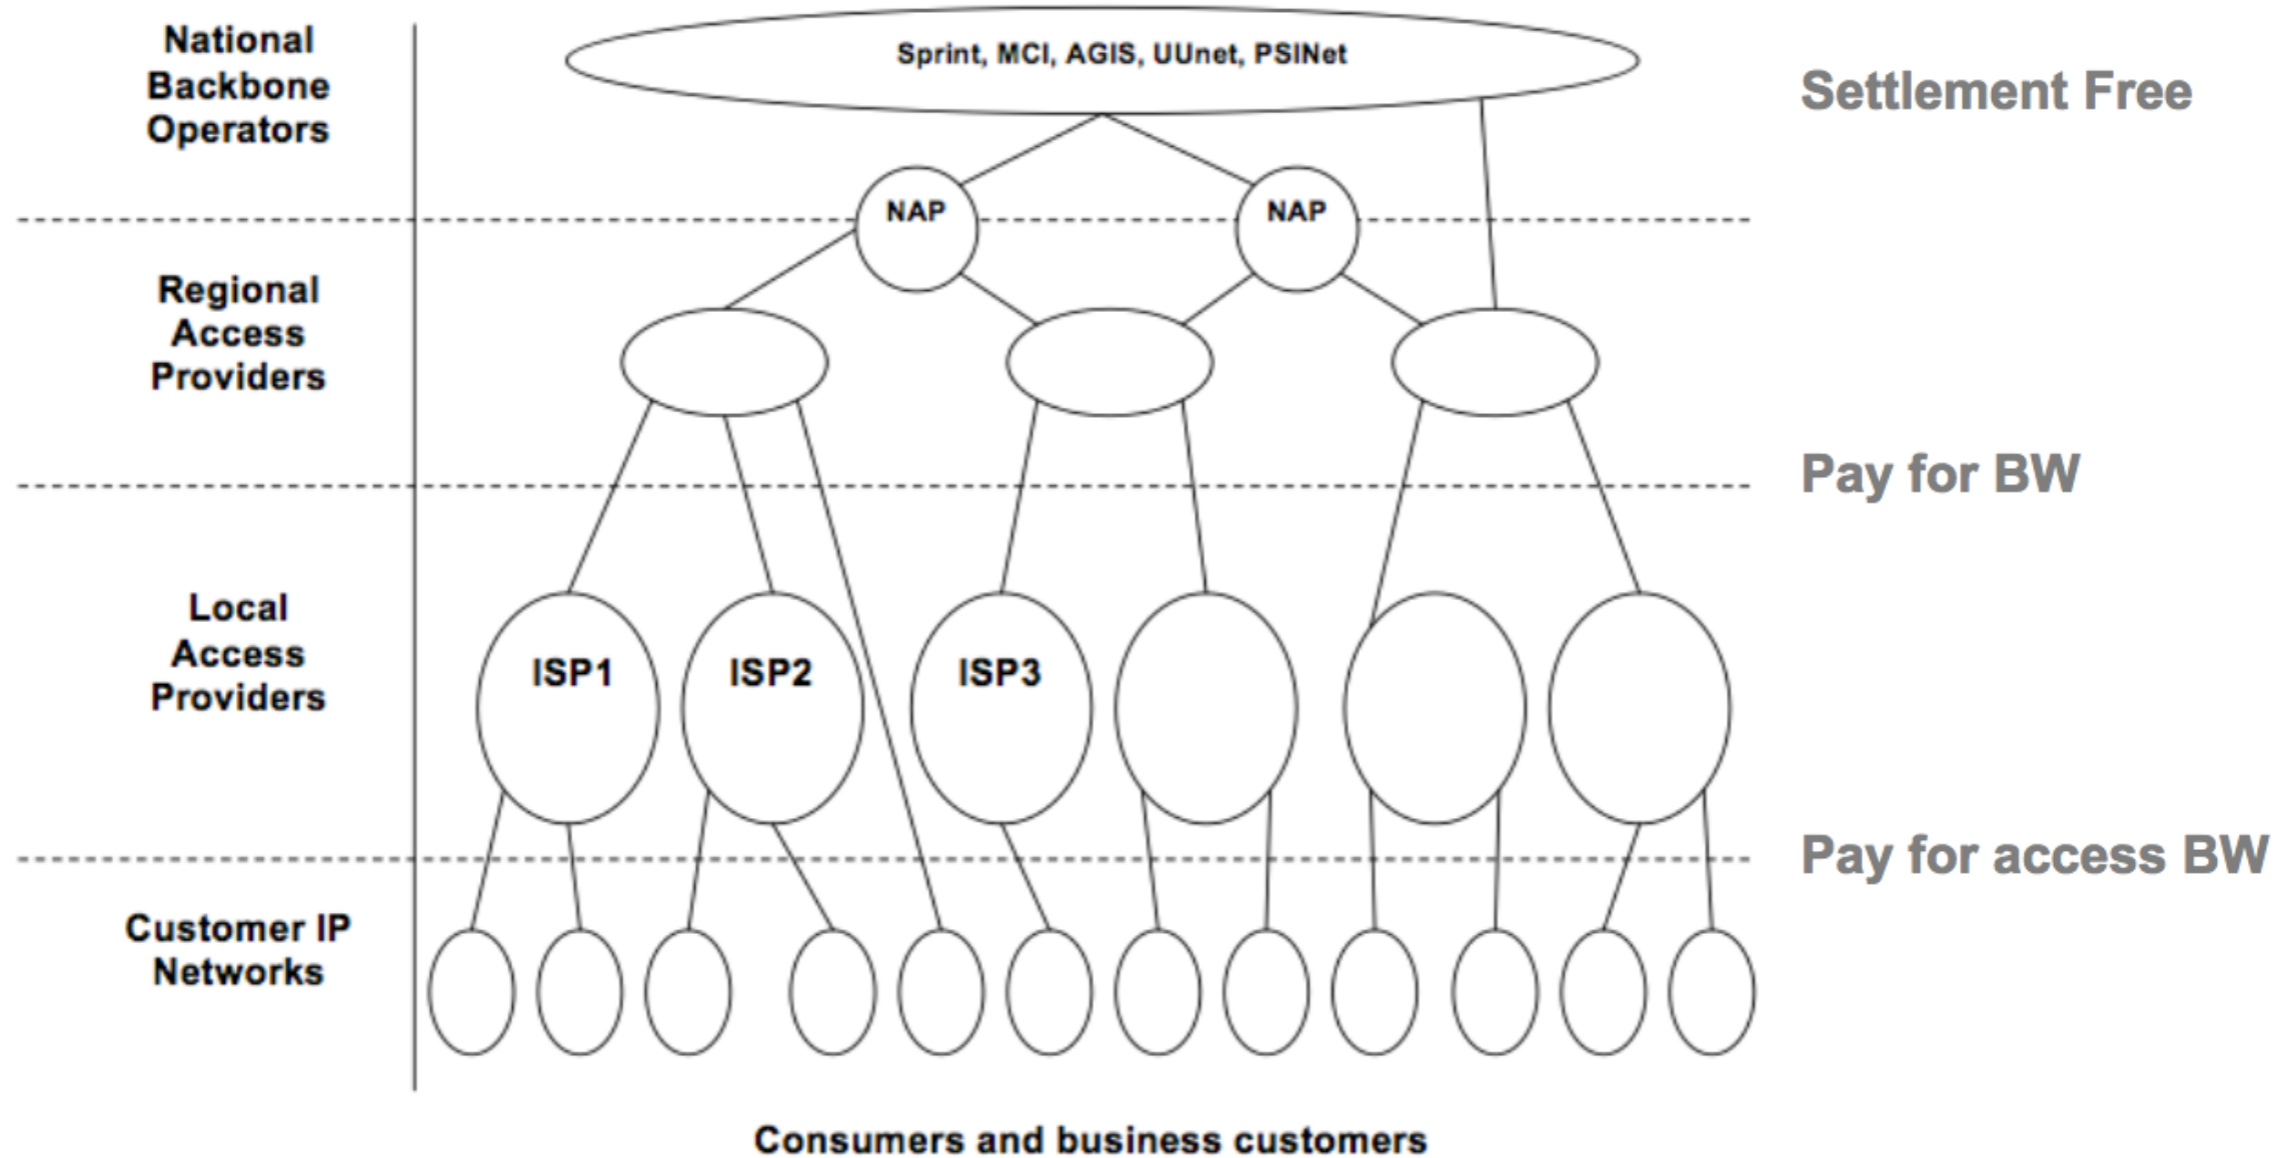 National
Backbone
Operators
Sprint, MCI, AGIS, UUnet, PSINet
Settlement Free
NAP
NAP
Regional
Access
Providers
Pay for BW
Local
Access
Providers
ISP1
ISP2
ISP3
Pay for access BW
Customer IP
Networks
Consumers and business customers